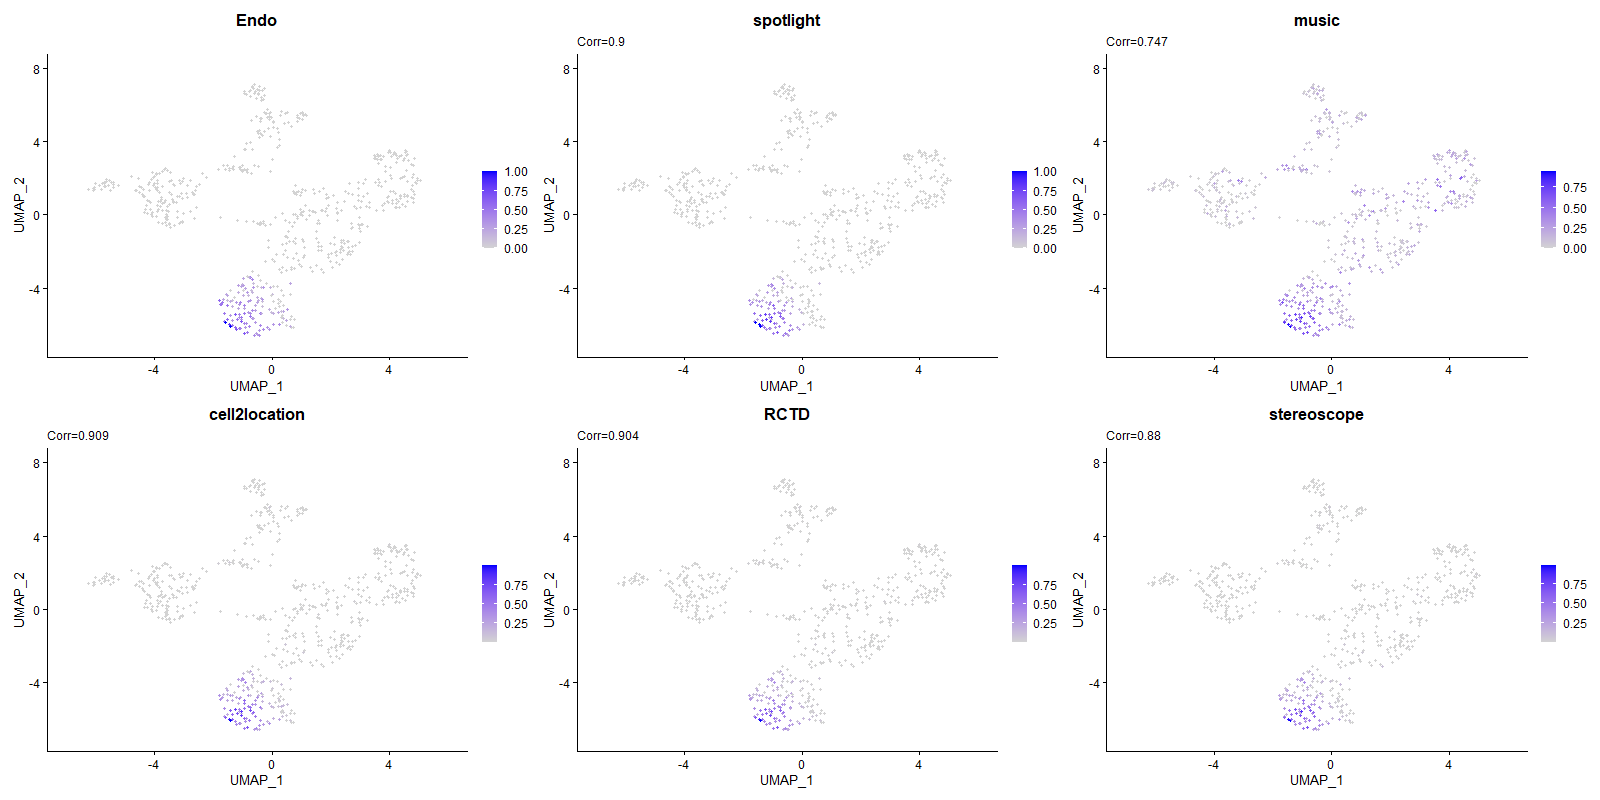 Endo
8
4
0
-4
UMAP_2
-4
0
4
UMAP_1
1.00
0.75
0.50
0.25
0.00
spotlight
Corr=0.9
8
4
0
-4
UMAP_2
-4
0
4
UMAP_1
1.00
0.75
0.50
0.25
0.00
music
Corr=0.747
8
4
0
-4
UMAP_2
-4
0
4
UMAP_1
0.75
0.50
0.25
0.00
cell2location
Corr=0.909
8
4
0
-4
UMAP_2
-4
0
4
UMAP_1
0.75
0.50
0.25
RCTD
Corr=0.904
8
4
0
-4
UMAP_2
-4
0
4
UMAP_1
0.75
0.50
0.25
stereoscope
Corr=0.88
8
4
0
-4
UMAP_2
-4
0
4
UMAP_1
0.75
0.50
0.25